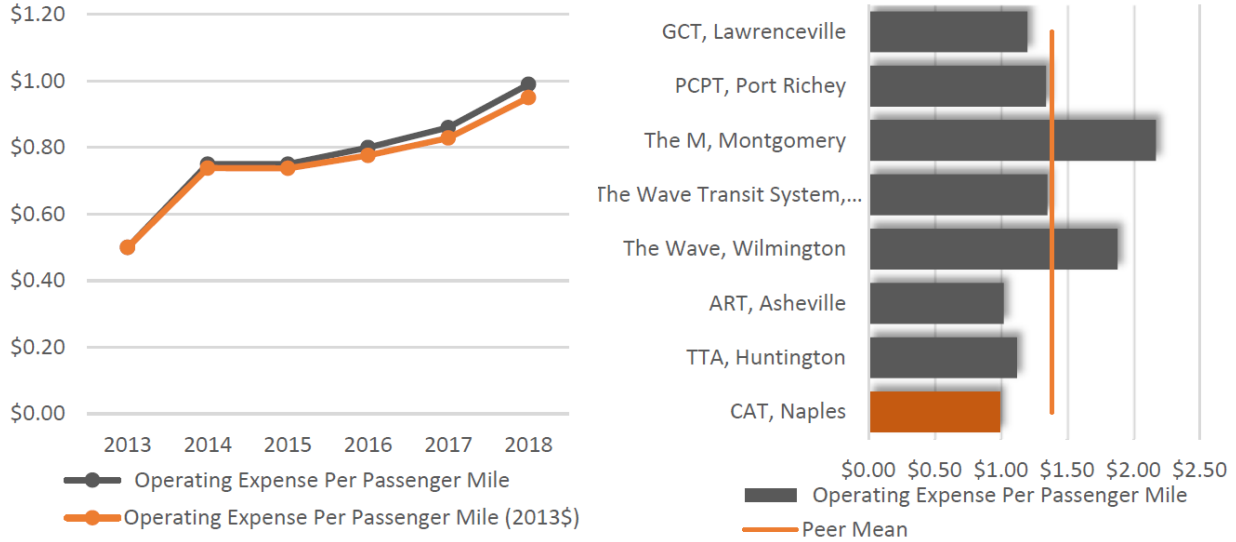 $1.20
$1.00
$0.80
$0.60
$0.40
$0.20
$0.00
2013 2014 2015 2016 2017 2018
Operating Expense Per Passenger Mile
Operating Expense Per Passenger Mile (2013$)
GCT, Lawrenceville
PCPT, Port Richey
The M, Montgomery
The Wave Transit System,...
The Wave, Wilmington
ART, Asheville
TTA, Huntington
CAT, Naples
$0.00 $0.50 $1.00 $1.50 $2.00 $2.50
Operating Expense Per Passenger Mile
Peer Mean